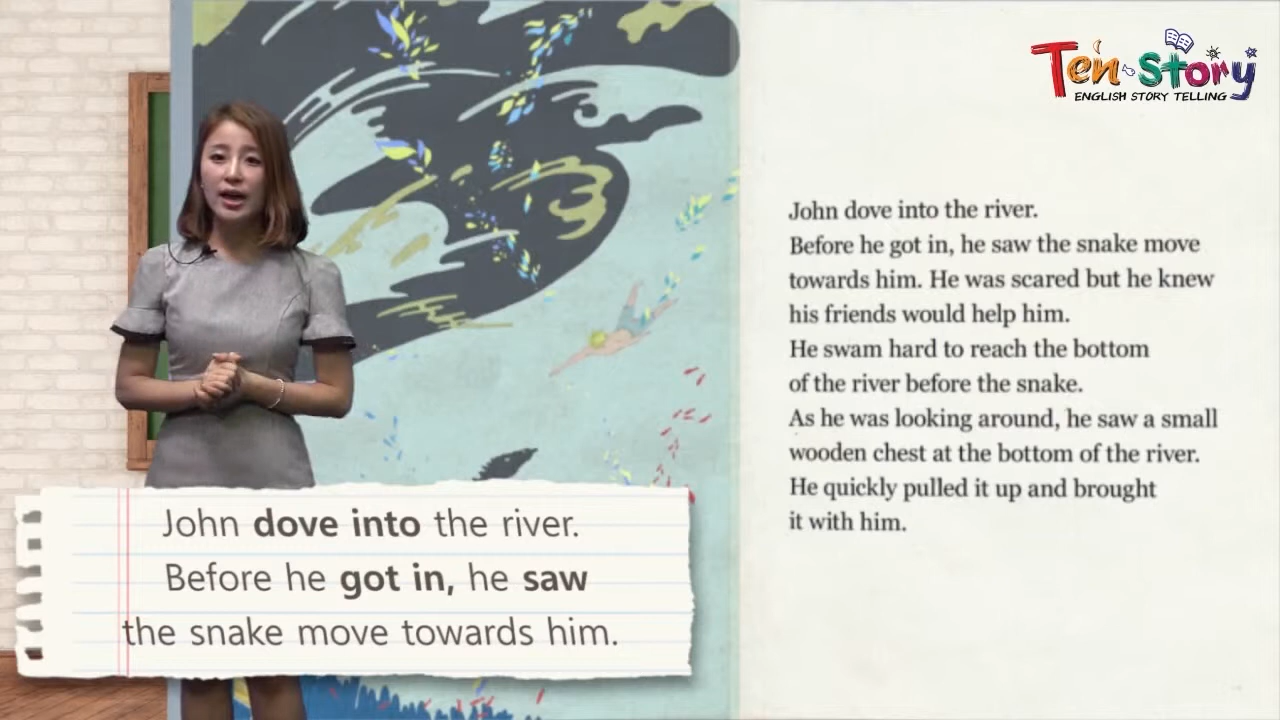 Ten Story
ENGLISH STORY TELLING
John dove into the river.
Before he got in, he saw the snake move
towards him. He was scared but he knew
his friends would help him.
He swam hard to reach the bottom
of the river before the snake.
As he was looking around, he saw a small
wooden chest at the bottom of the river.
He quickly pulled it up and brought
it with him.
John dove into the river.
Before he got in, he saw
the snake move towards him.